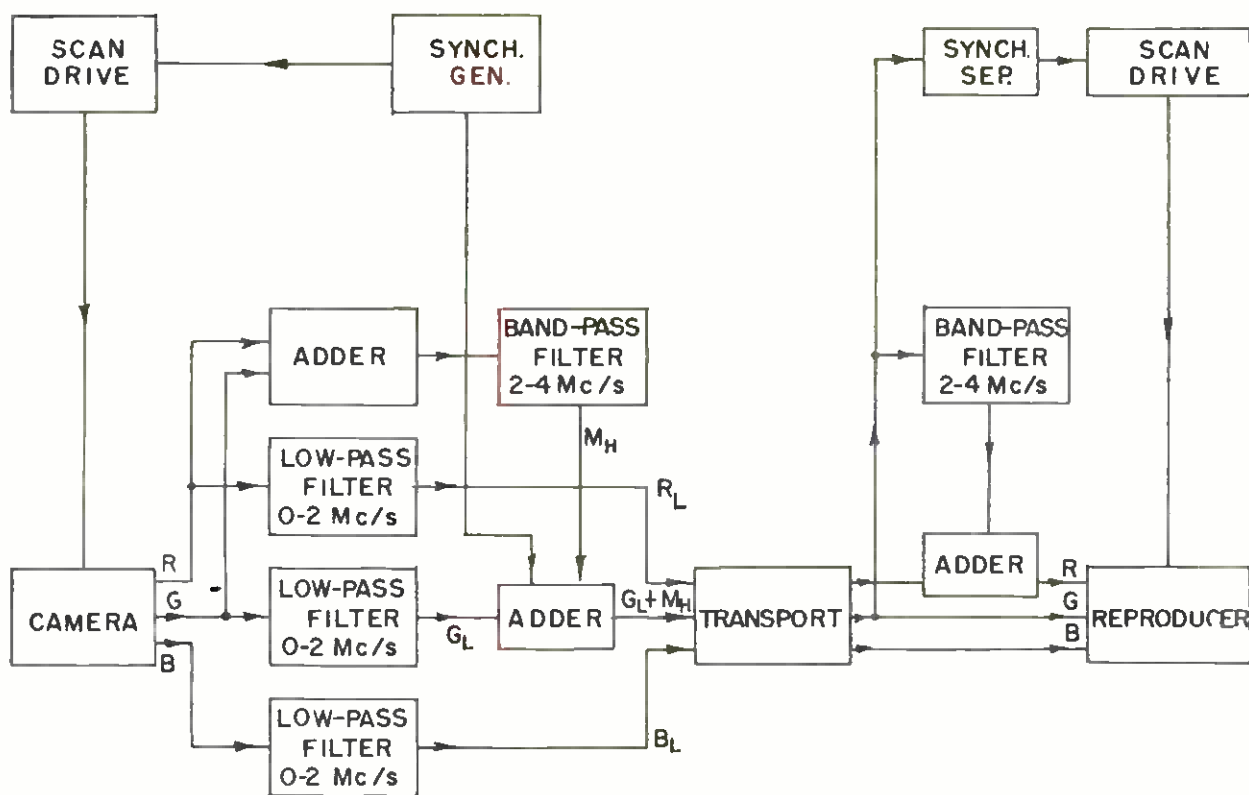 SCAN
DRIVE
SYNCH.
GEN.
SYNCH.
SEP.
SCAN
DRIVE
ADDER
BAND-PASS
FILTER
2-4 Mc/s
BAND-PASS
FILTER
2-4 Mc/s
M_H
LOW-PASS
FILTER
0-2 Mc/s
R_L
CAMERA
R
G
B
LOW-PASS
FILTER
0-2 Mc/s
G_L
ADDER
G_L+M_H
TRANSPORT
ADDER
R
G
B
REPRODUCER
LOW-PASS
FILTER
0-2 Mc/s
B_L